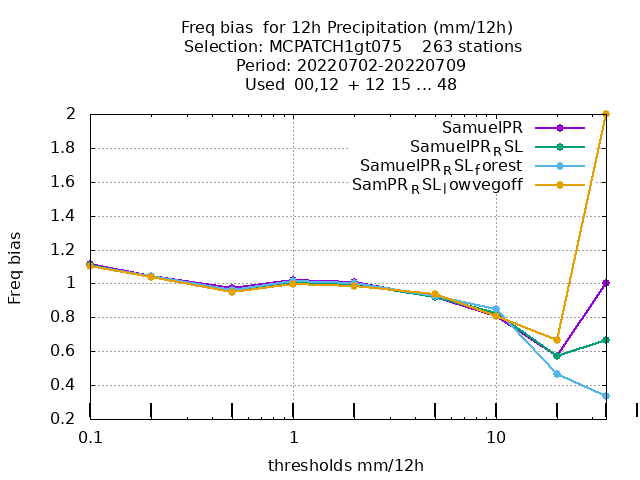 Freq bias  for 12h Precipitation (mm/12h)
Selection: MCPATCH1gt075    263 stations
Period: 20220702-20220709
Used  00,12  + 12 15 ... 48
SamuelPR
SamuelPR_RSL
SamuelPR_RSL_forest
SamPR_RSL_lowvegoff
2
1.8
1.6
1.4
1.2
1
0.8
0.6
0.4
0.2
Freq bias
0.1 1 10
thresholds mm/12h